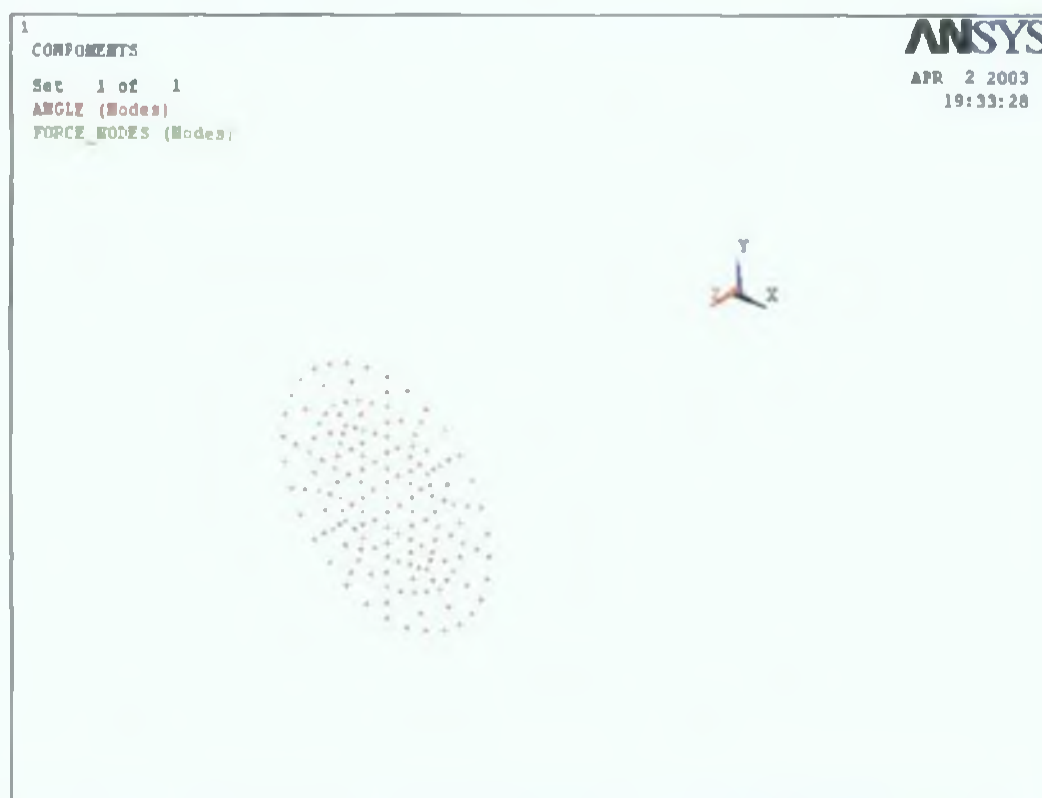 1
COMPONENTS
Set 1 of 1
ANGLE (Nodes)
FORCE_NODES (Nodes)
ANSYS
APR 2 2003
19:33:28
Y
Z X